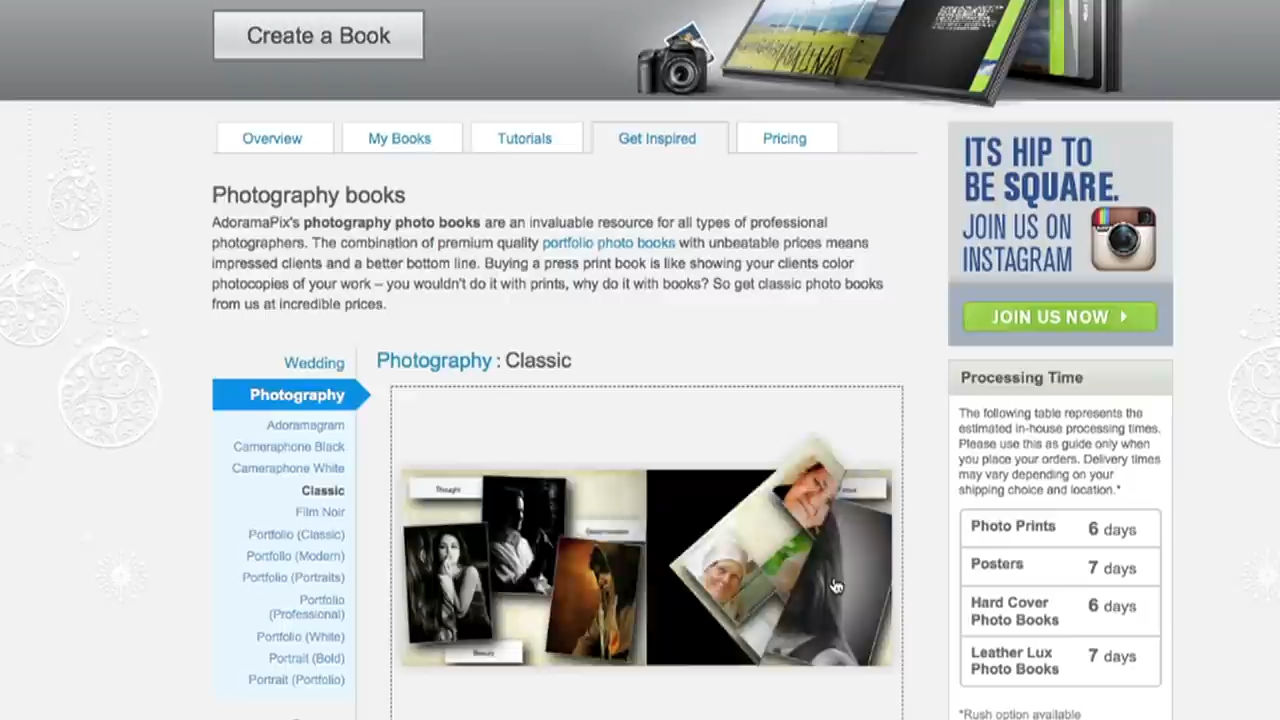 Create a Book
Overview
My Books
Tutorials
Get Inspired
Pricing
Photography books
AdoramaPix's photography photo books are an invaluable resource for all types of professional
photographers. The combination of premium quality portfolio photo books with unbeatable prices means
impressed clients and a better bottom line. Buying a press print book is like showing your clients color
photocopies of your work – you wouldn't do it with prints, why do it with books? So get classic photo books
from us at incredible prices.
Wedding
Photography
Adoramagram
Cameraphone Black
Cameraphone White
Classic
Film Noir
Portfolio (Classic)
Portfolio (Modern)
Portfolio (Portraits)
Portfolio
(Professional)
Portfolio (White)
Portrait (Bold)
Portrait (Portfolio)
Photography : Classic
Thought
Beauty
ITS HIP TO
BE SQUARE.
JOIN US ON
INSTAGRAM
JOIN US NOW
Processing Time
The following table represents the
estimated in-house processing times.
Please use this as guide only when
you place your orders. Delivery times
may vary depending on your
shipping choice and location.*
Photo Prints 6 days
Posters 7 days
Hard Cover
Photo Books 6 days
Leather Lux
Photo Books 7 days
*Rush option available